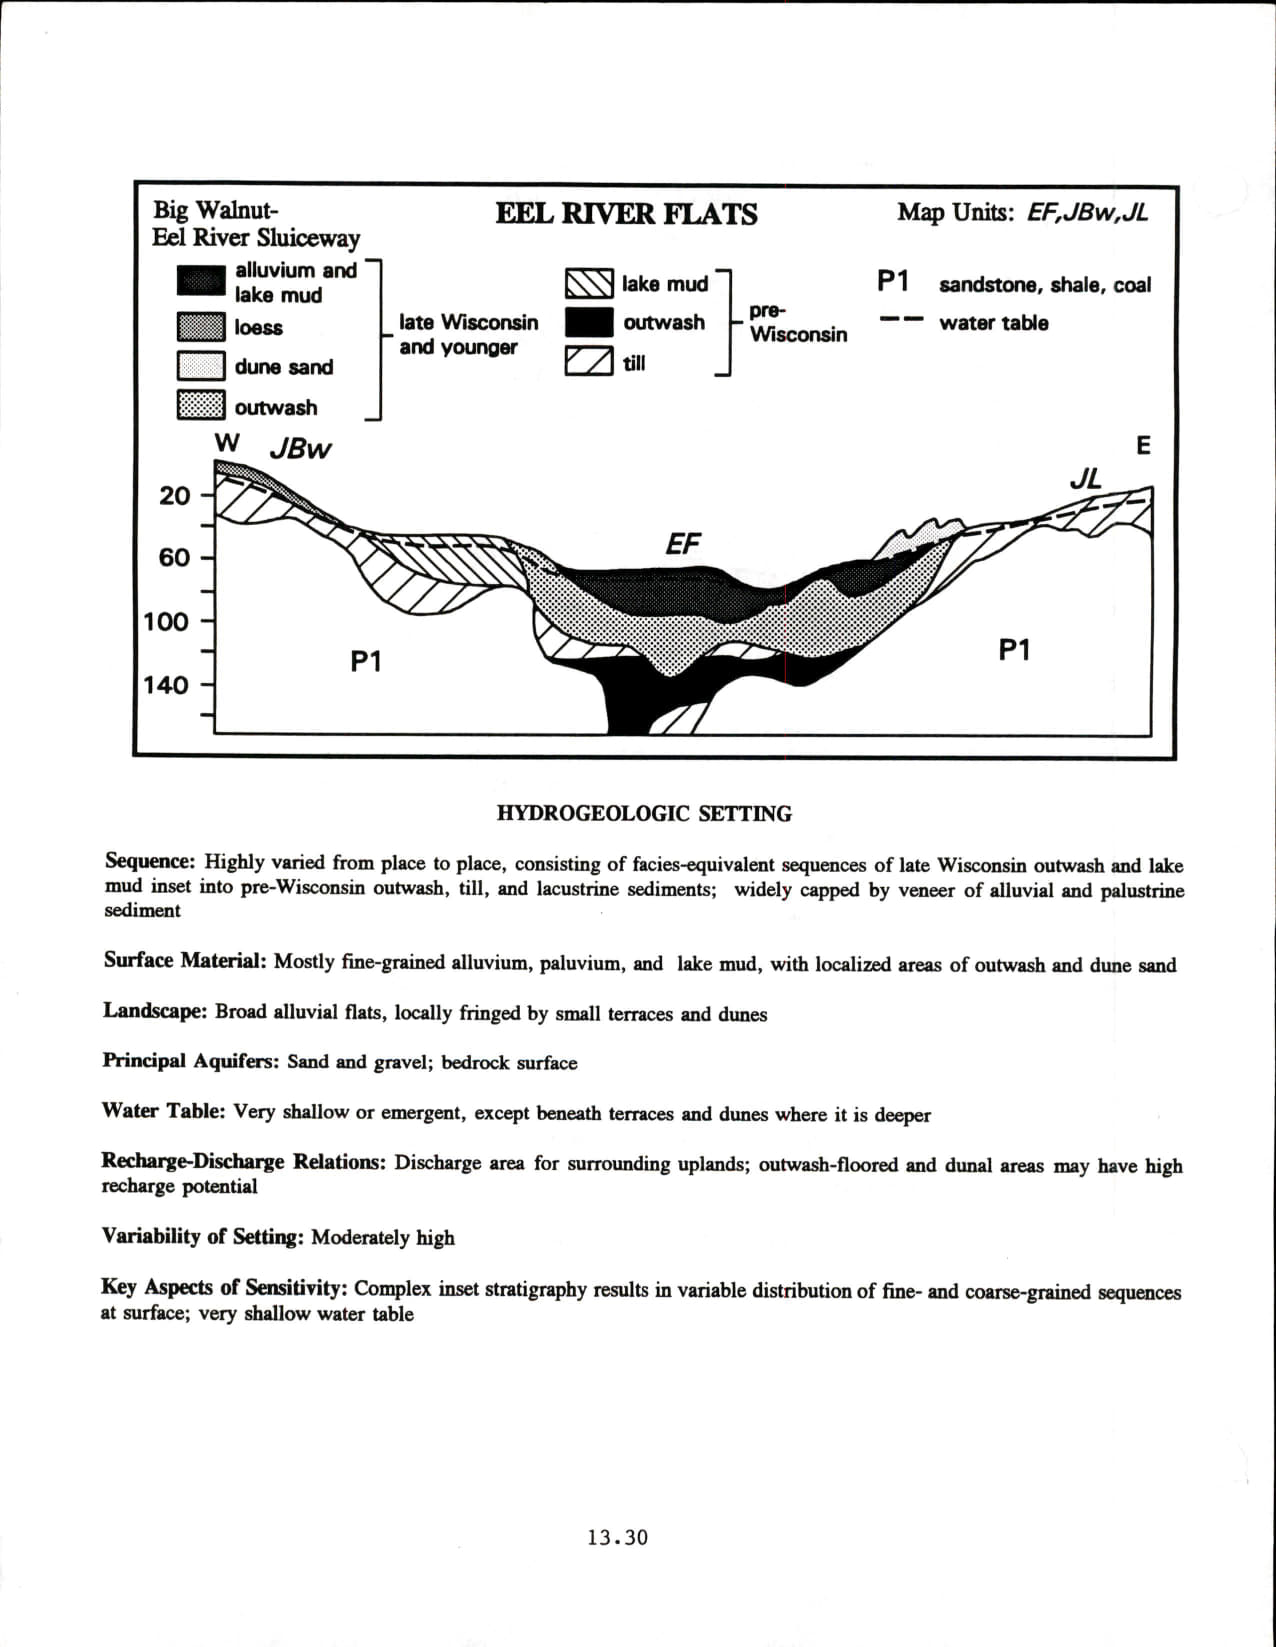 Big Walnut-
Eel River Sluiceway
EEL RIVER FLATS
Map Units: EF,JBw,JL
alluvium and
lake mud
loess
dune sand
outwash
late Wisconsin
and younger
lake mud
outwash
till
pre-
Wisconsin
P1 sandstone, shale, coal
water table
W JBw
E
JL
EF
20
60
100
140
P1
P1
HYDROGEOLOGIC SETTING
Sequence: Highly varied from place to place, consisting of facies-equivalent sequences of late Wisconsin outwash and lake
mud inset into pre-Wisconsin outwash, till, and lacustrine sediments; widely capped by veneer of alluvial and palustrine
sediment
Surface Material: Mostly fine-grained alluvium, paluvium, and lake mud, with localized areas of outwash and dune sand
Landscape: Broad alluvial flats, locally fringed by small terraces and dunes
Principal Aquifers: Sand and gravel; bedrock surface
Water Table: Very shallow or emergent, except beneath terraces and dunes where it is deeper
Recharge-Discharge Relations: Discharge area for surrounding uplands; outwash-floored and dunal areas may have high
recharge potential
Variability of Setting: Moderately high
Key Aspects of Sensitivity: Complex inset stratigraphy results in variable distribution of fine- and coarse-grained sequences
at surface; very shallow water table
13.30